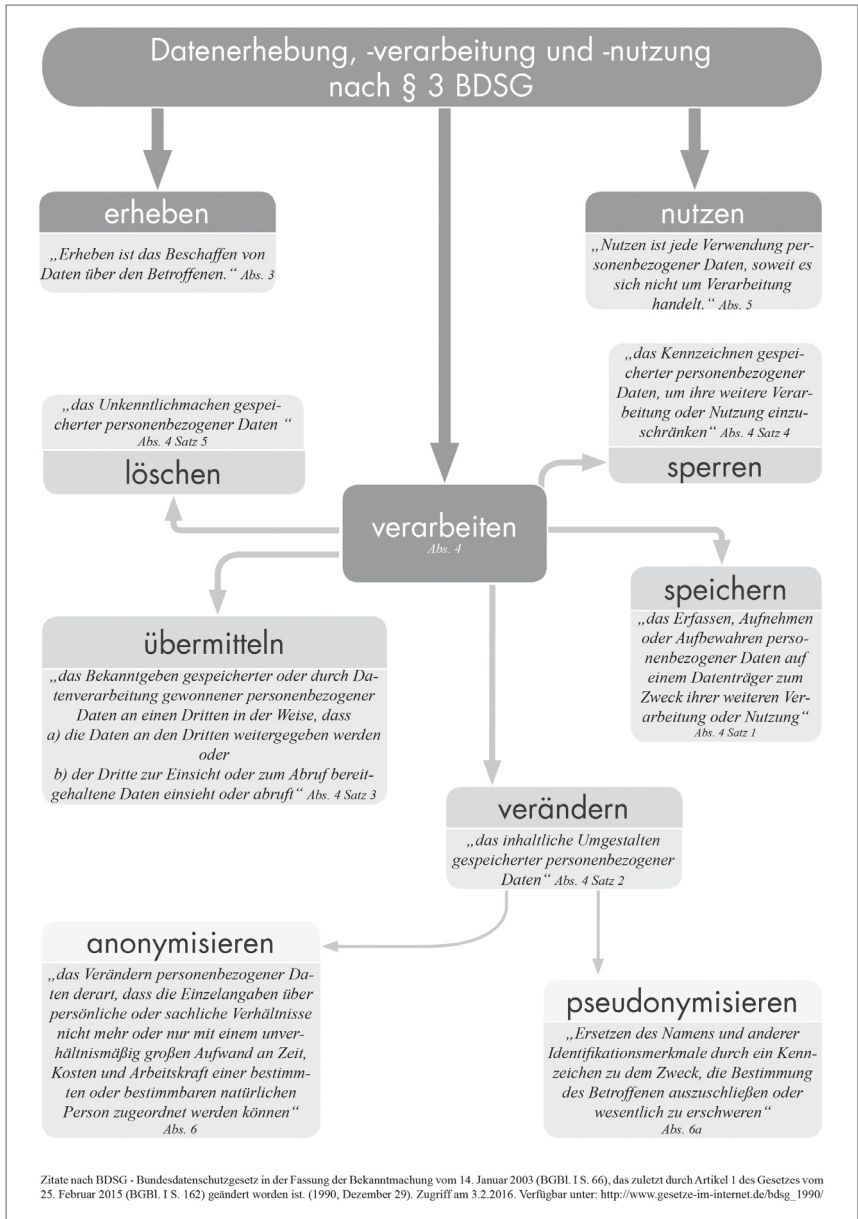 Datenerhebung, -verarbeitung und -nutzung
nach § 3 BDSG
erheben
„Erheben ist das Beschaffen von
Daten über den Betroffenen.“ Abs. 3
nutzen
„Nutzen ist jede Verwendung per-
sonenbezogener Daten, soweit es
sich nicht um Verarbeitung
handelt.“ Abs. 5
„das Unkenntlichmachen gespei-
cherter personenbezogener Daten “
Abs. 4 Satz 5
löschen
„das Kennzeichnen gespei-
cherter personenbezogener
Daten, um ihre weitere Verar-
beitung oder Nutzung einzu-
schränken“ Abs. 4 Satz 4
sperren
verarbeiten
Abs. 4
übermitteln
„das Bekanntgeben gespeicherter oder durch Da-
tenverarbeitung gewonnener personenbezogener
Daten an einen Dritten in der Weise, dass
a) die Daten an den Dritten weitergegeben werden
oder
b) der Dritte zur Einsicht oder zum Abruf bereit-
gehaltene Daten einsieht oder abruft“ Abs. 4 Satz 3
speichern
„das Erfassen, Aufnehmen
oder Aufbewahren perso-
nenbezogener Daten auf
einem Datenträger zum
Zweck ihrer weiteren Ver-
arbeitung oder Nutzung“
Abs. 4 Satz 1
verändern
„das inhaltliche Umgestalten
gespeicherter personenbezogener
Daten“ Abs. 4 Satz 2
anonymisieren
„das Verändern personenbezogener Da-
ten derart, dass die Einzelangaben über
persönliche oder sachliche Verhältnisse
nicht mehr oder nur mit einem unver-
hältnismäßig großen Aufwand an Zeit,
Kosten und Arbeitskraft einer bestimm-
ten oder bestimmbaren natürlichen
Person zugeordnet werden können“
Abs. 6
pseudonymisieren
„Ersetzen des Namens und anderer
Identifikationsmerkmale durch ein Kenn-
zeichen zu dem Zweck, die Bestimmung
des Betroffenen auszuschließen oder
wesentlich zu erschweren“
Abs. 6a
Zitate nach BDSG - Bundesdatenschutzgesetz in der Fassung der Bekanntmachung vom 14. Januar 2003 (BGBl. I S. 66), das zuletzt durch Artikel 1 des Gesetzes vom
25. Februar 2015 (BGBl. I S. 162) geändert worden ist. (1990, Dezember 29). Zugriff am 3.2.2016. Verfügbar unter: http://www.gesetze-im-internet.de/bdsg_1990/